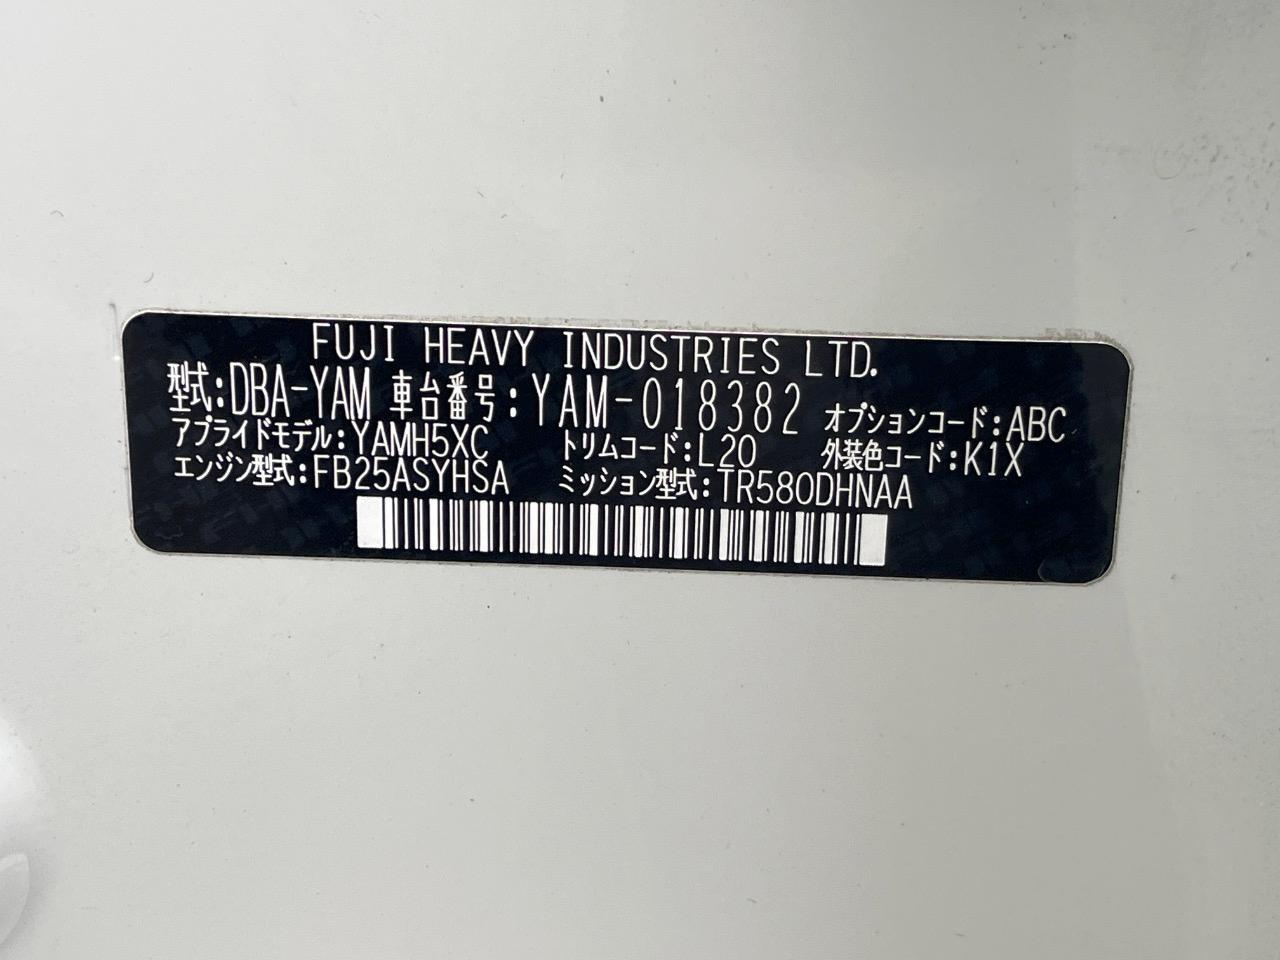 FUJI HEAVY INDUSTRIES LTD.
型式:DBA-YAM 車台番号:YAM-018382 オプションコード:ABC
アプライドモデル:YAMH5XC トリムコード:L20 外装色コード:K1X
エンジン型式:FB25ASYHSA ミッション型式:TR580DHNAA